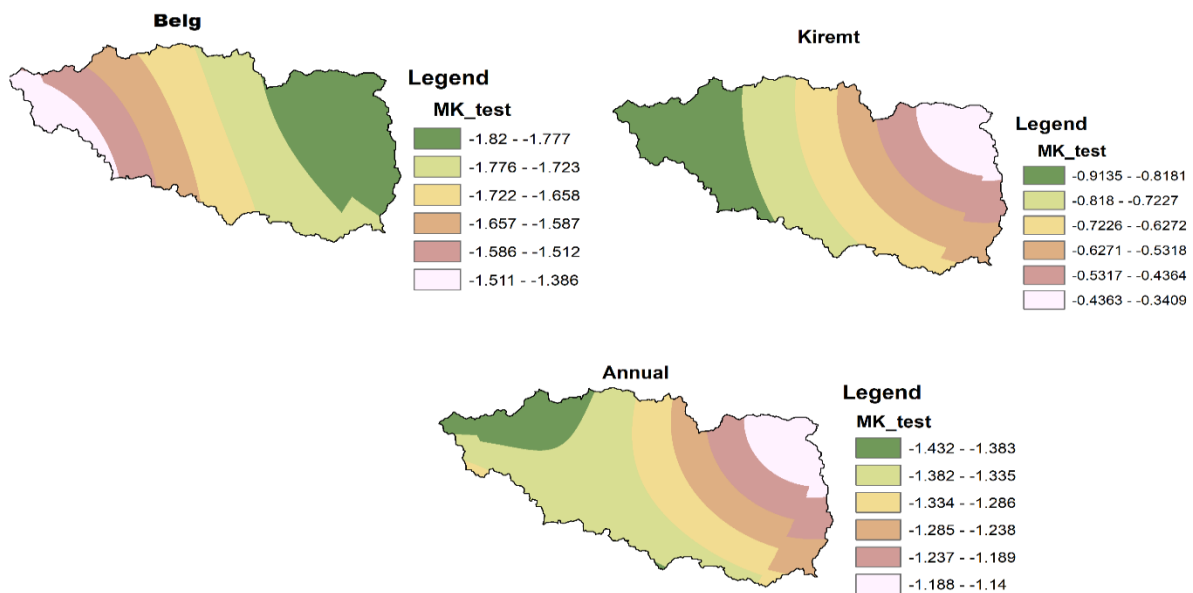 Belg
Legend
MK_test
-1.82 - -1.777
-1.776 - -1.723
-1.722 - -1.658
-1.657 - -1.587
-1.586 - -1.512
-1.511 - -1.386
Kiremt
Legend
MK_test
-0.9135 - -0.8181
-0.818 - -0.7227
-0.7226 - -0.6272
-0.6271 - -0.5318
-0.5317 - -0.4364
-0.4363 - -0.3409
Annual
Legend
MK_test
-1.432 - -1.383
-1.382 - -1.335
-1.334 - -1.286
-1.285 - -1.238
-1.237 - -1.189
-1.188 - -1.14